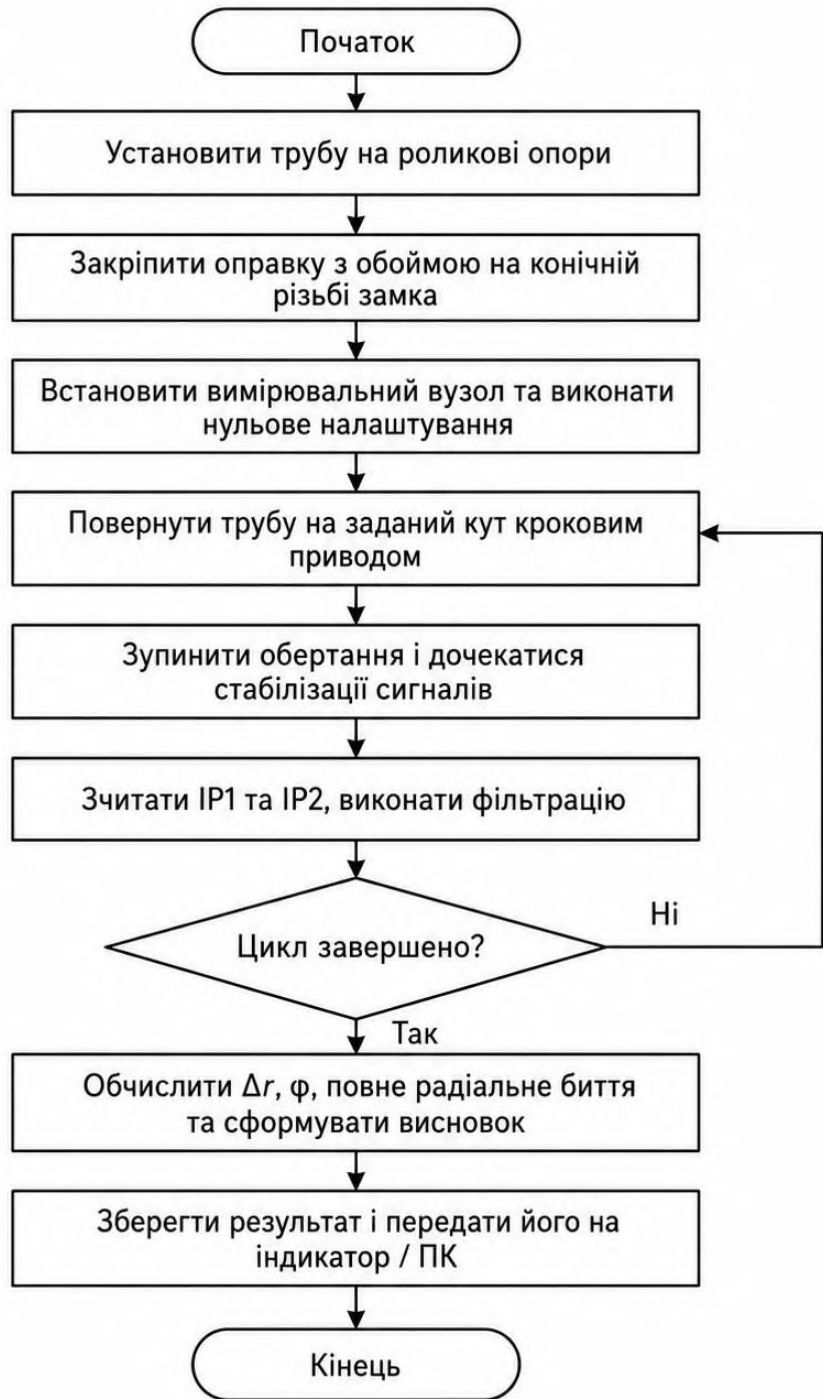 Початок
Установити трубу на роликові опори
Закріпити оправку з обоймою на конічній
різьбі замка
Встановити вимірювальний вузол та виконати
нульове налаштування
Повернути трубу на заданий кут кроковим
приводом
Зупинити обертання і дочекатися
стабілізації сигналів
Зчитати ІР1 та ІР2, виконати фільтрацію
Цикл завершено?
Ні
Так
Обчислити Δr, φ, повне радіальне биття
та сформувати висновок
Зберегти результат і передати його на
індикатор / ПК
Кінець